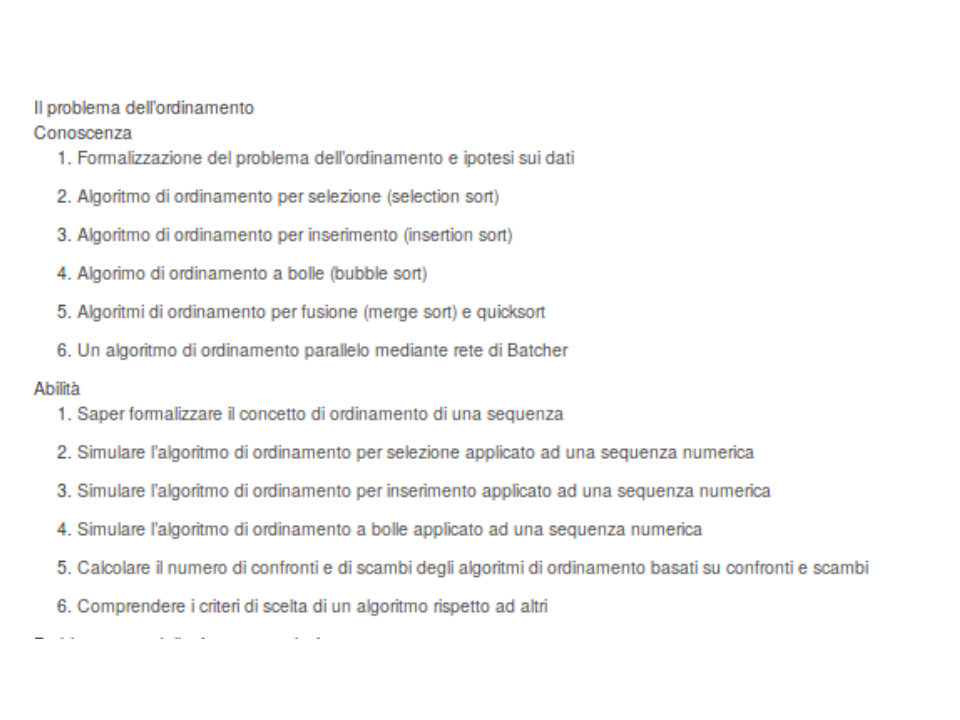 Il problema dell'ordinamento
Conoscenza
1. Formalizzazione del problema dell'ordinamento e ipotesi sui dati
2. Algoritmo di ordinamento per selezione (selection sort)
3. Algoritmo di ordinamento per inserimento (insertion sort)
4. Algorimo di ordinamento a bolle (bubble sort)
5. Algoritmi di ordinamento per fusione (merge sort) e quicksort
6. Un algoritmo di ordinamento parallelo mediante rete di Batcher
Abilità
1. Saper formalizzare il concetto di ordinamento di una sequenza
2. Simulare l'algoritmo di ordinamento per selezione applicato ad una sequenza numerica
3. Simulare l'algoritmo di ordinamento per inserimento applicato ad una sequenza numerica
4. Simulare l'algoritmo di ordinamento a bolle applicato ad una sequenza numerica
5. Calcolare il numero di confronti e di scambi degli algoritmi di ordinamento basati su confronti e scambi
6. Comprendere i criteri di scelta di un algoritmo rispetto ad altri